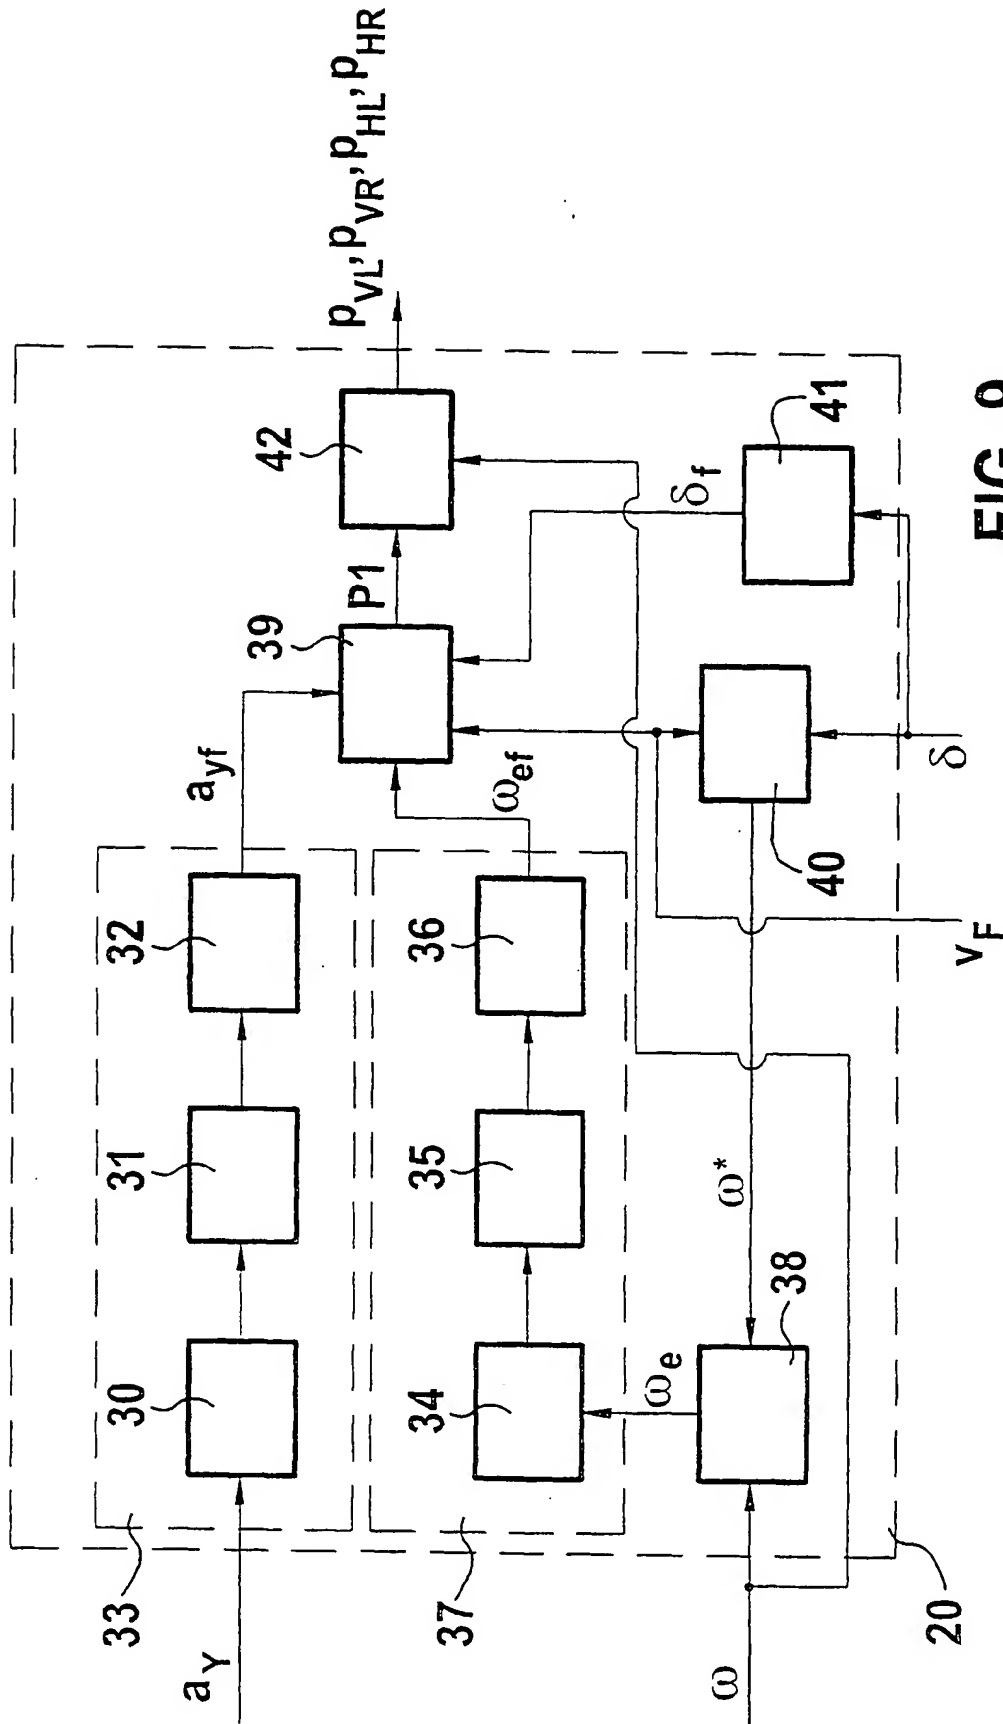 33
30
31
32
a_Y
a_yf
42
39
P1
p_VL, p_VR, p_HL, p_HR
37
34
35
36
ω_ef
ω_e
δ_f
ω
ω*
38
40
41
20
v_F
δ
FIG. 9